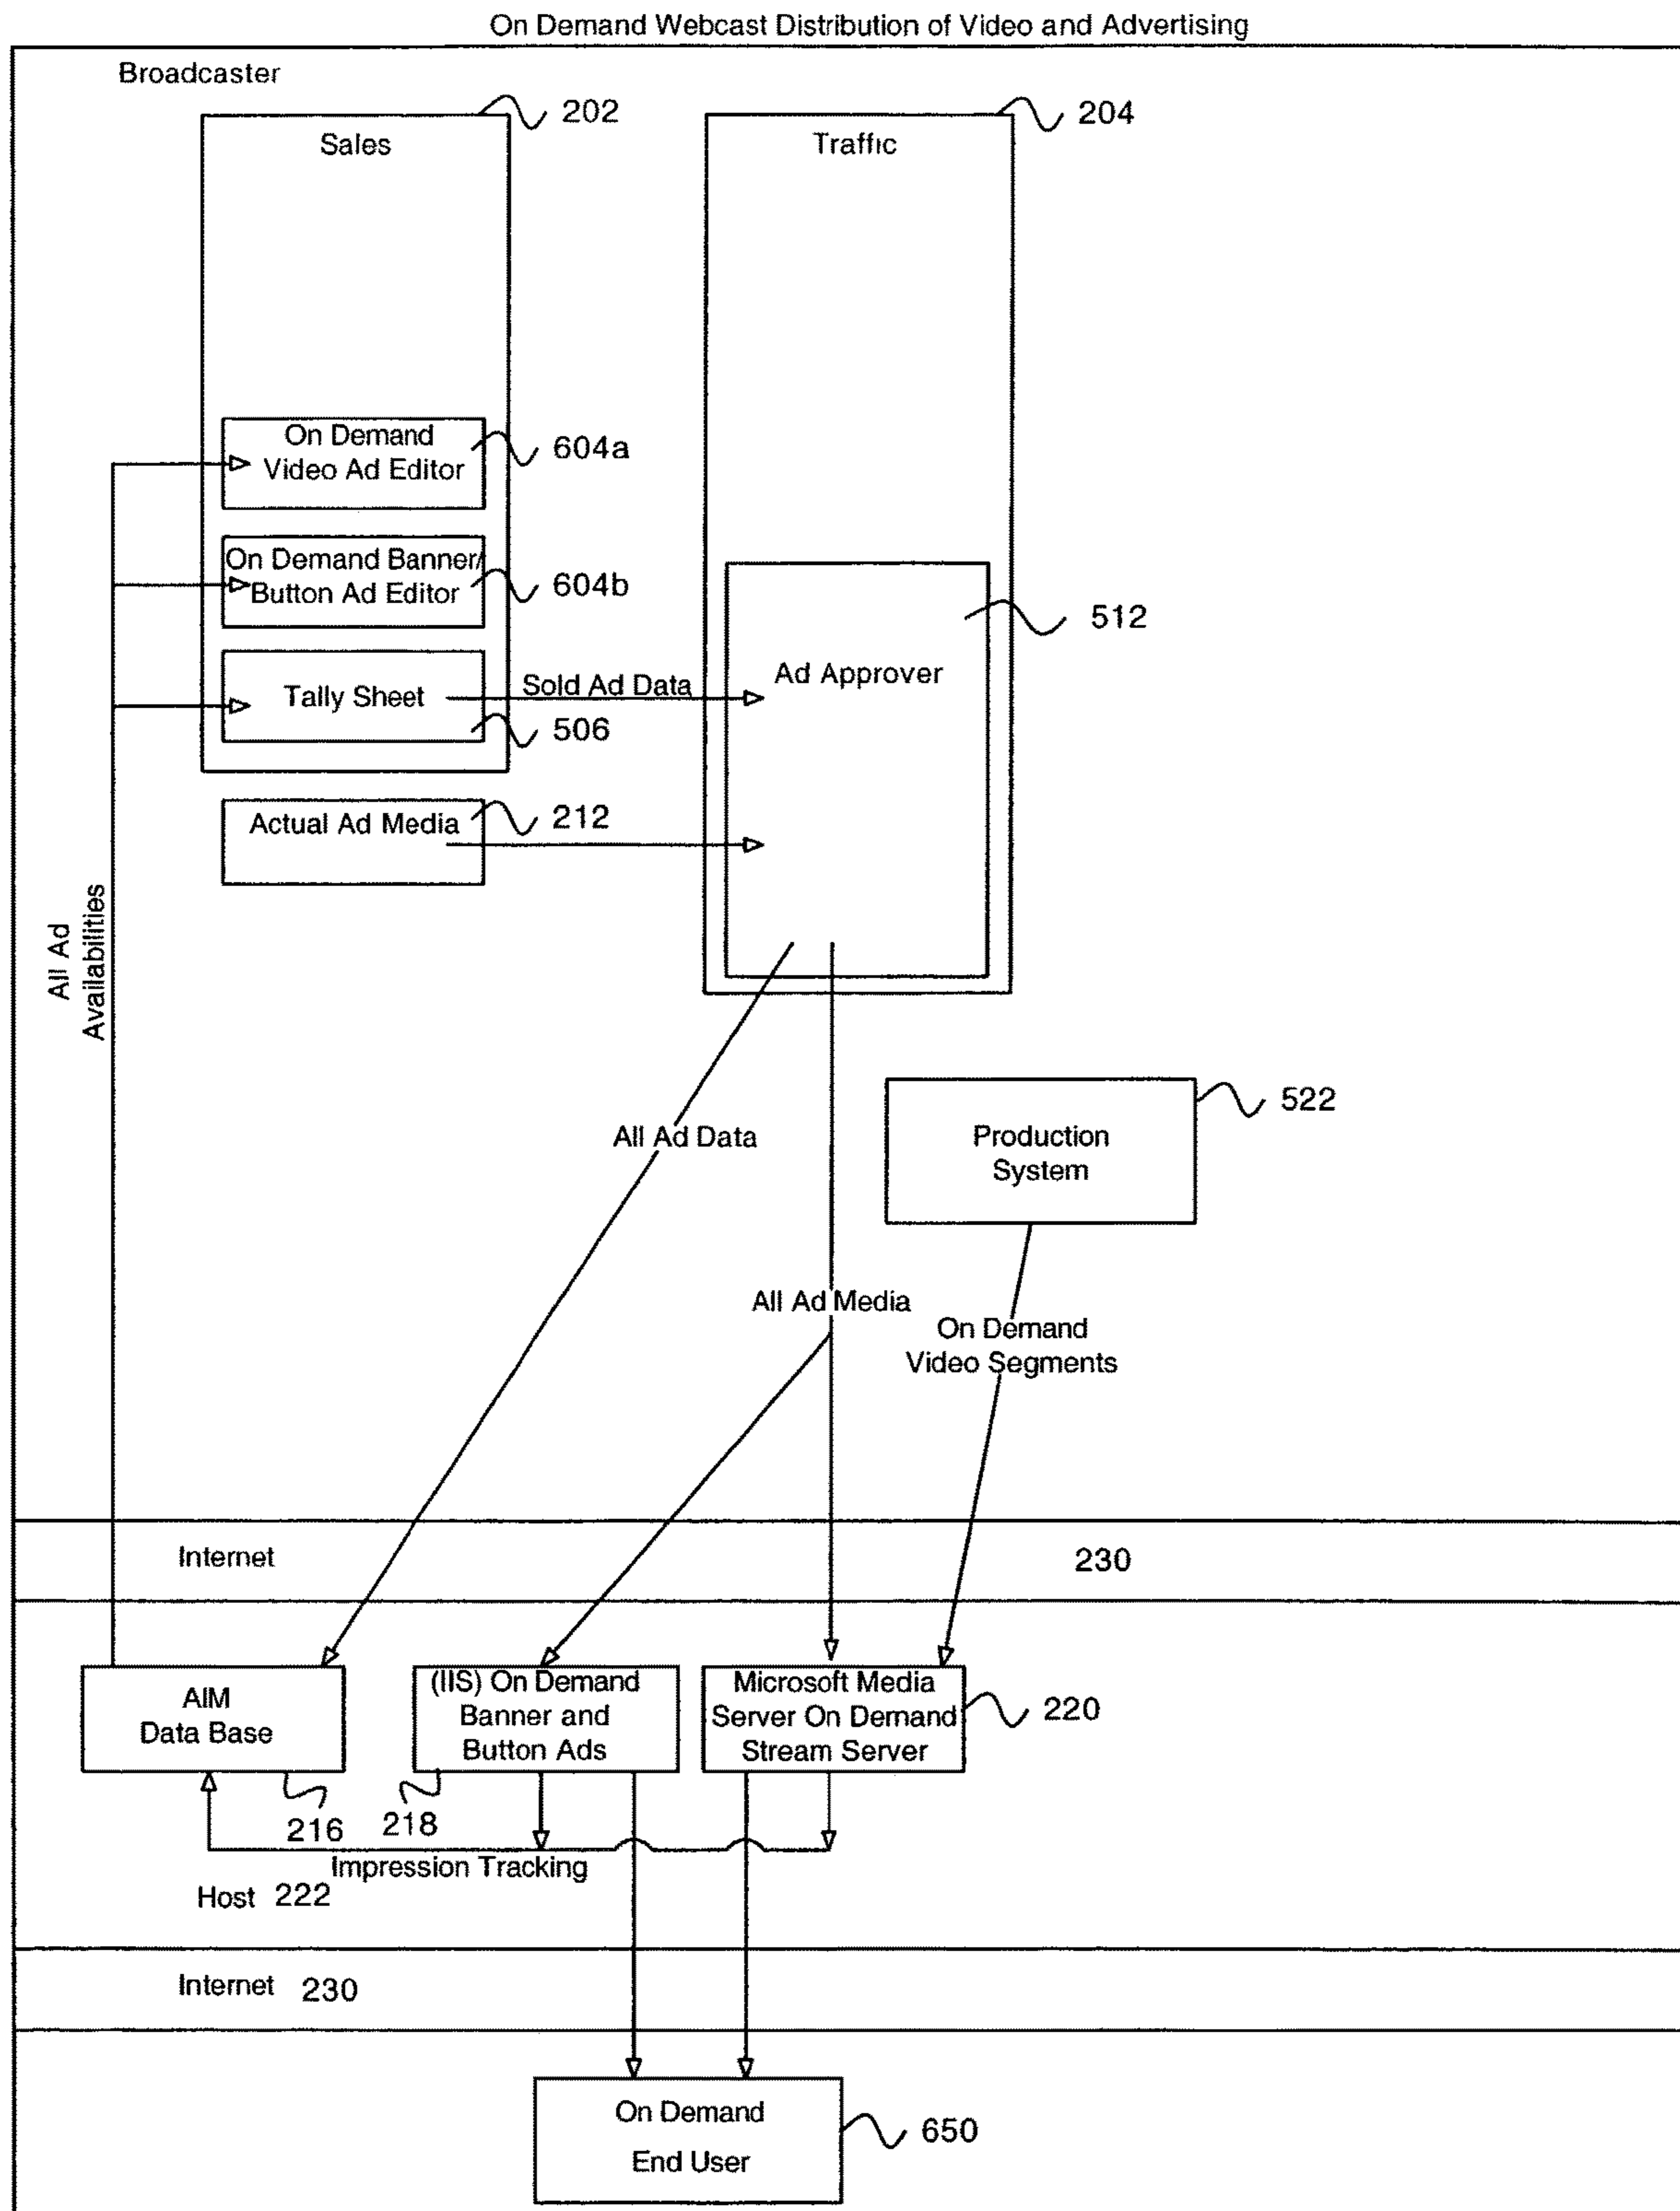 On Demand Webcast Distribution of Video and Advertising
Broadcaster
202
Sales
204
Traffic
On Demand
Video Ad Editor
604a
On Demand Banner/
Button Ad Editor
604b
512
Ad Approver
Tally Sheet
Sold Ad Data
506
Actual Ad Media
212
All Ad
Availabilities
522
Production
System
All Ad Data
All Ad Media
On Demand
Video Segments
Internet
230
AIM
Data Base
(IIS) On Demand
Banner and
Button Ads
Microsoft Media
Server On Demand
Stream Server
220
216
218
Impression Tracking
Host 222
Internet 230
On Demand
End User
650